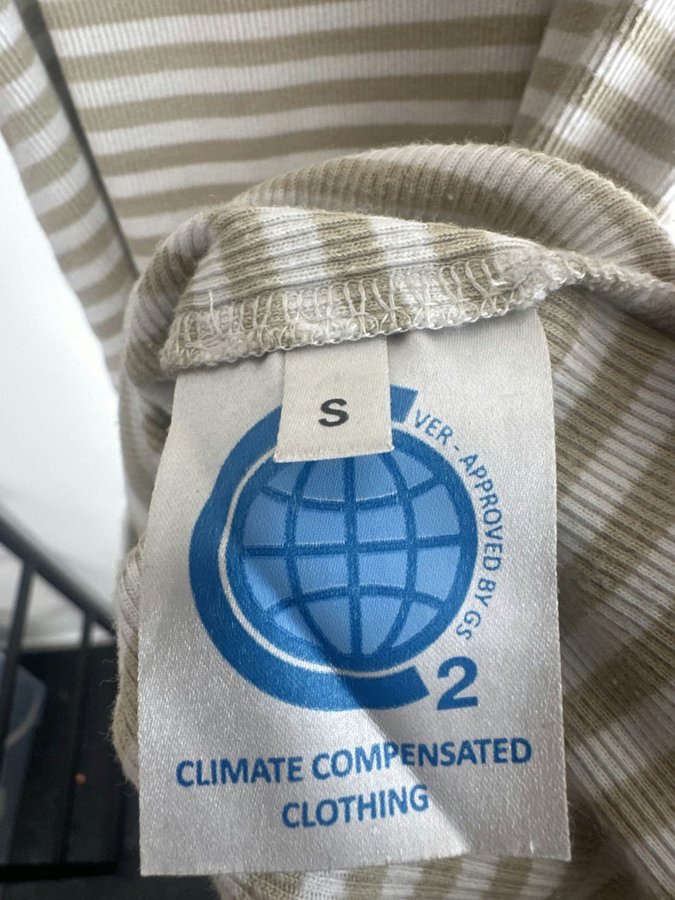 S
VER - APPROVED BY GS
2
CLIMATE COMPENSATED
CLOTHING